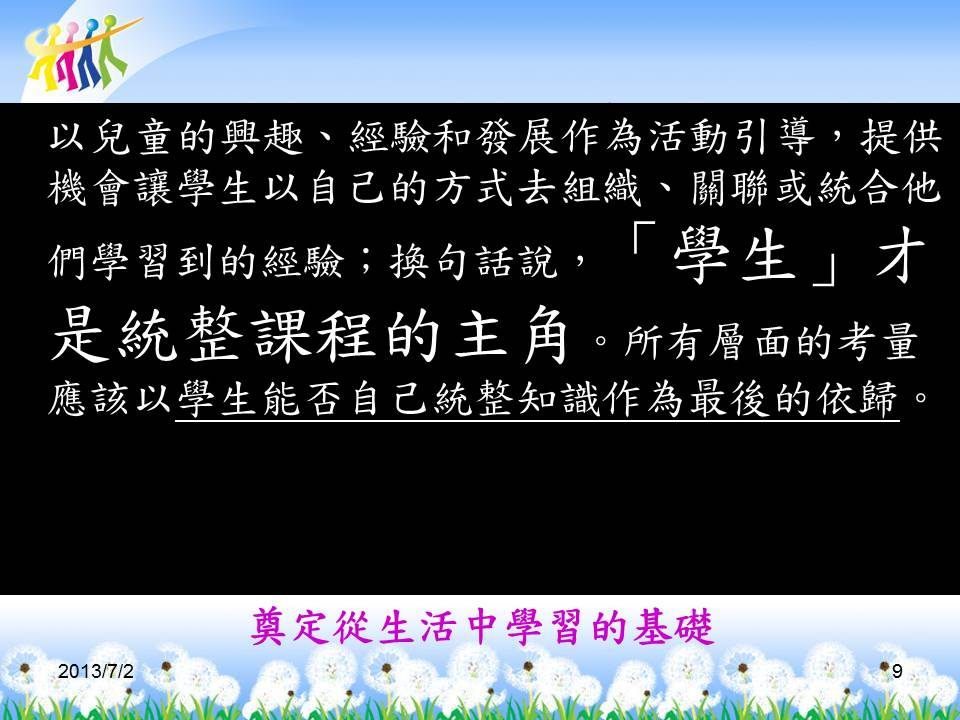 以兒童的興趣、經驗和發展作為活動引導，提供
機會讓學生以自己的方式去組織、關聯或統合他
們學習到的經驗；換句話說，「學生」才
是統整課程的主角。所有層面的考量
應該以學生能否自己統整知識作為最後的依歸。
奠定從生活中學習的基礎
2013/7/2
9